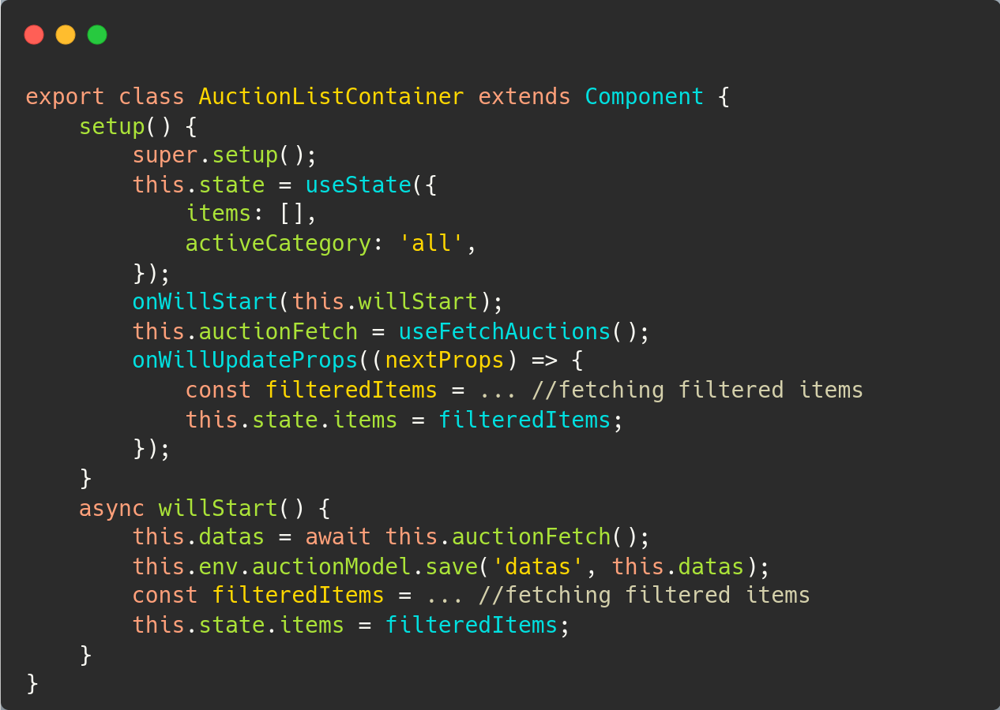 export class AuctionListContainer extends Component {
    setup() {
        super.setup();
        this.state = useState({
            items: [],
            activeCategory: 'all',
        });
        onWillStart(this.willStart);
        this.auctionFetch = useFetchAuctions();
        onWillUpdateProps((nextProps) => {
            const filteredItems = ... //fetching filtered items
            this.state.items = filteredItems;
        });
    }
    async willStart() {
        this.datas = await this.auctionFetch();
        this.env.auctionModel.save('datas', this.datas);
        const filteredItems = ... //fetching filtered items
        this.state.items = filteredItems;
    }
}